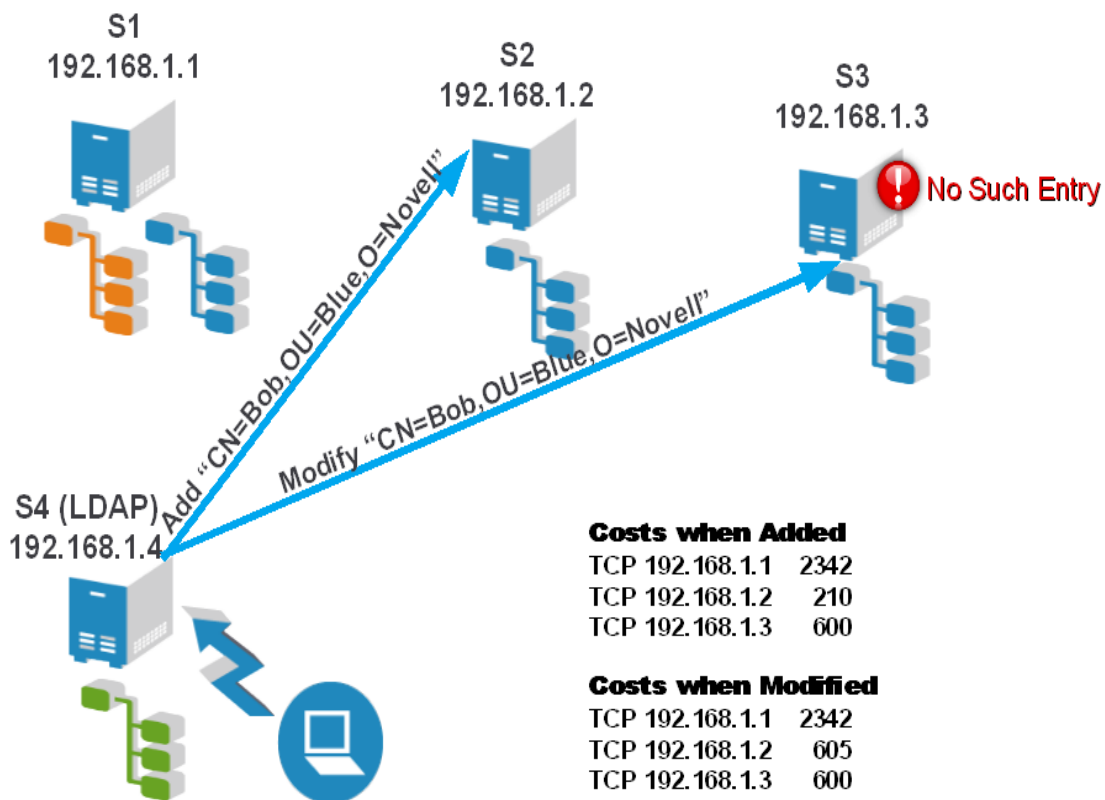 S1
192.168.1.1
S2
192.168.1.2
S3
192.168.1.3
No Such Entry
Add “CN=Bob,OU=Blue,O=Novell”
Modify “CN=Bob,OU=Blue,O=Novell”
S4 (LDAP)
192.168.1.4
Costs when Added
TCP 192.168.1.1 2342
TCP 192.168.1.2 210
TCP 192.168.1.3 600
Costs when Modified
TCP 192.168.1.1 2342
TCP 192.168.1.2 605
TCP 192.168.1.3 600